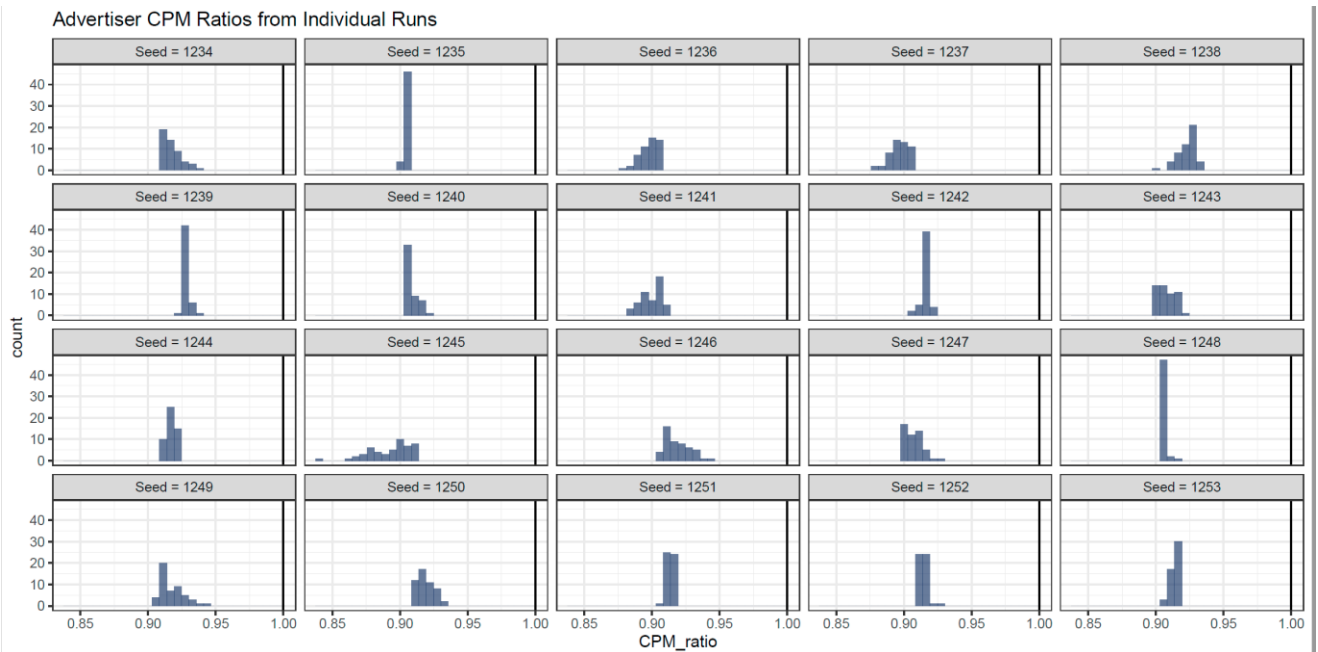 Advertiser CPM Ratios from Individual Runs
Seed = 1234 Seed = 1235 Seed = 1236 Seed = 1237 Seed = 1238
40
30
20
10
0
Seed = 1239 Seed = 1240 Seed = 1241 Seed = 1242 Seed = 1243
40
30
20
10
0
count
Seed = 1244 Seed = 1245 Seed = 1246 Seed = 1247 Seed = 1248
40
30
20
10
0
Seed = 1249 Seed = 1250 Seed = 1251 Seed = 1252 Seed = 1253
40
30
20
10
0
0.85 0.90 0.95 1.00 0.85 0.90 0.95 1.00 0.85 0.90 0.95 1.00 0.85 0.90 0.95 1.00 0.85 0.90 0.95 1.00
CPM_ratio